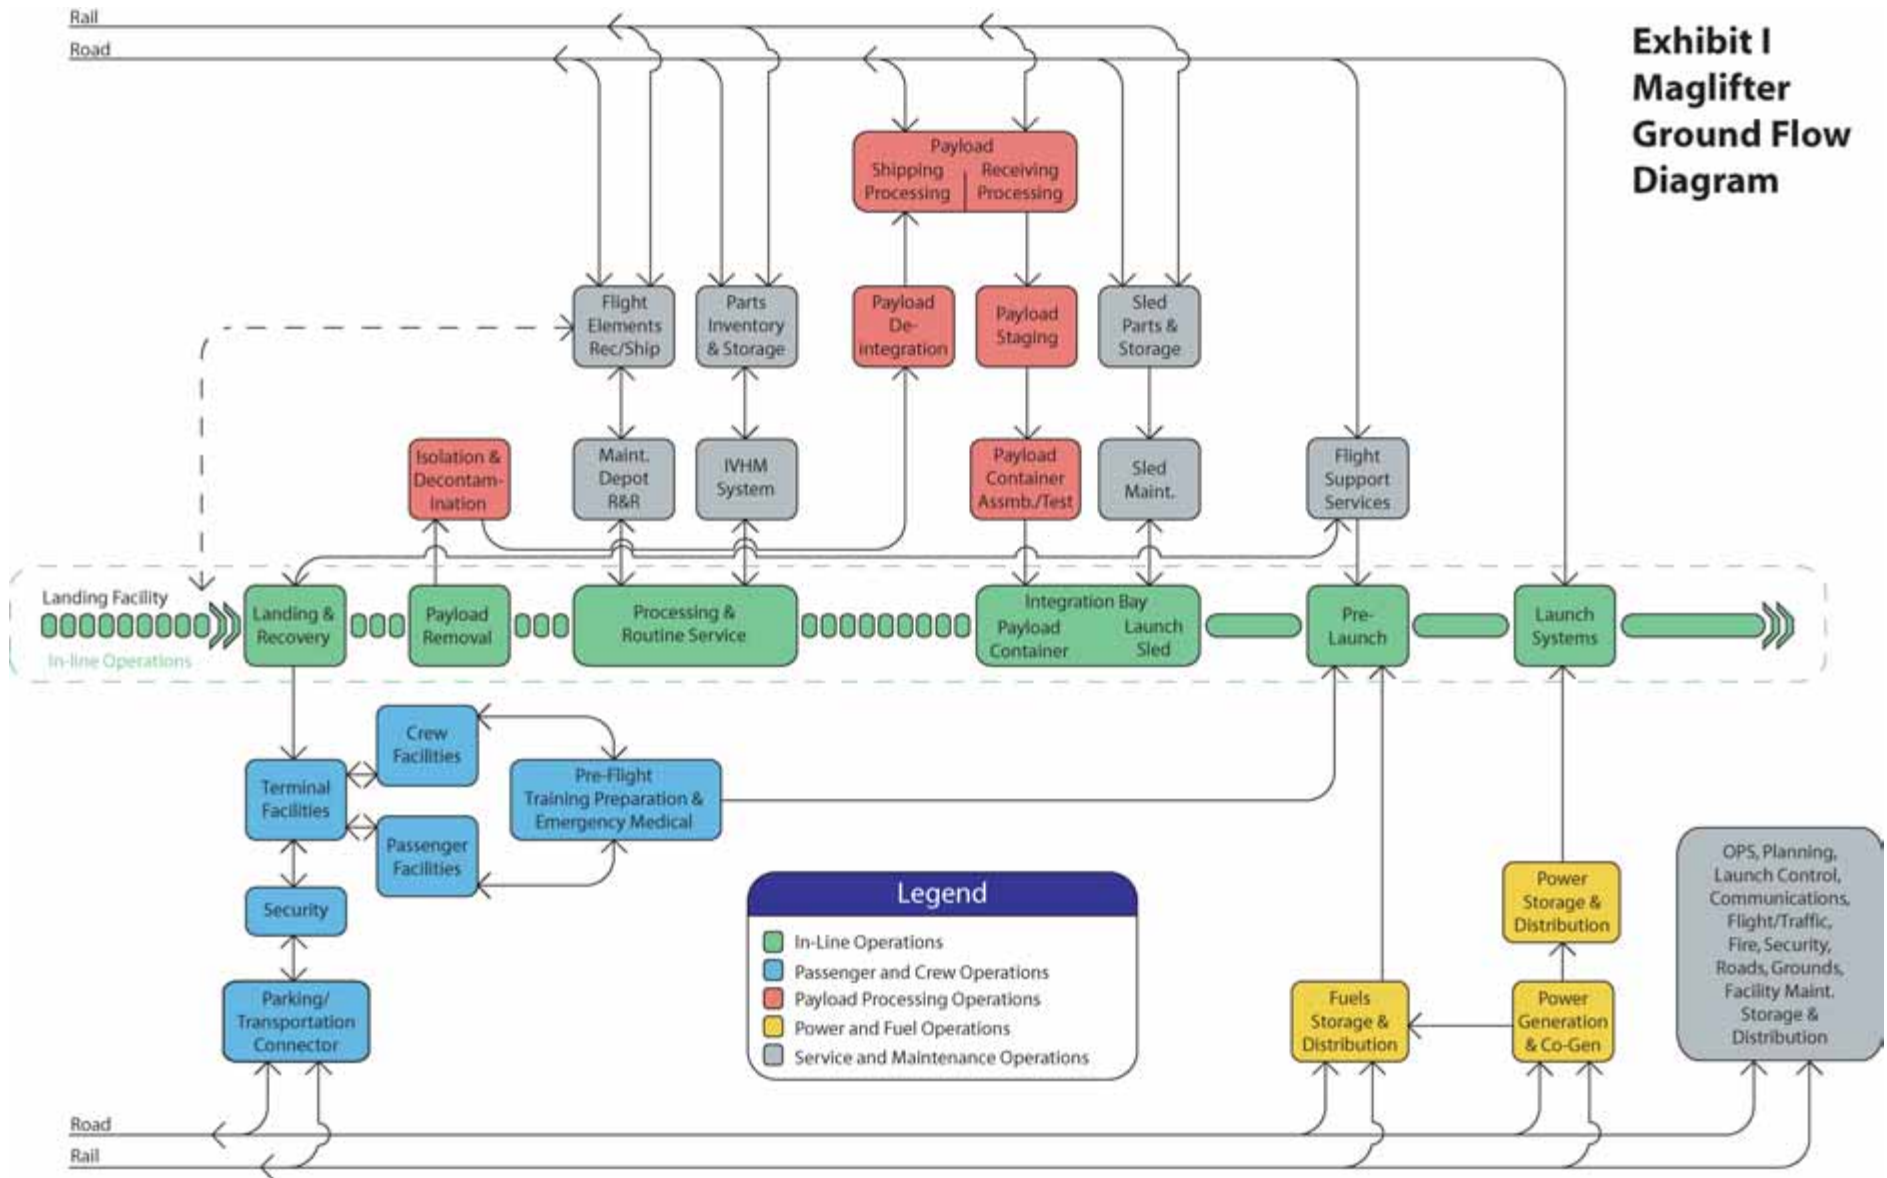 Rail
Road
Exhibit I
Maglifter
Ground Flow
Diagram
Payload
Shipping
Processing
Receiving
Processing
Flight
Elements
Rec/Ship
Parts
Inventory
& Storage
Payload
De-
integration
Payload
Staging
Sled
Parts &
Storage
Isolation &
Decontam-
ination
Maint.
Depot
R&R
IVHM
System
Payload
Container
Assmb./Test
Sled
Maint.
Flight
Support
Services
Landing Facility
In-line Operations
Landing &
Recovery
Payload
Removal
Processing &
Routine Service
Integration Bay
Payload
Container
Launch
Sled
Pre-
Launch
Launch
Systems
Crew
Facilities
Terminal
Facilities
Passenger
Facilities
Pre-Flight
Training Preparation &
Emergency Medical
Security
Parking/
Transportation
Connector
Legend
In-Line Operations
Passenger and Crew Operations
Payload Processing Operations
Power and Fuel Operations
Service and Maintenance Operations
Power
Storage &
Distribution
Fuels
Storage &
Distribution
Power
Generation
& Co-Gen
OPS, Planning,
Launch Control,
Communications,
Flight/Traffic,
Fire, Security,
Roads, Grounds,
Facility Maint.
Storage &
Distribution
Road
Rail